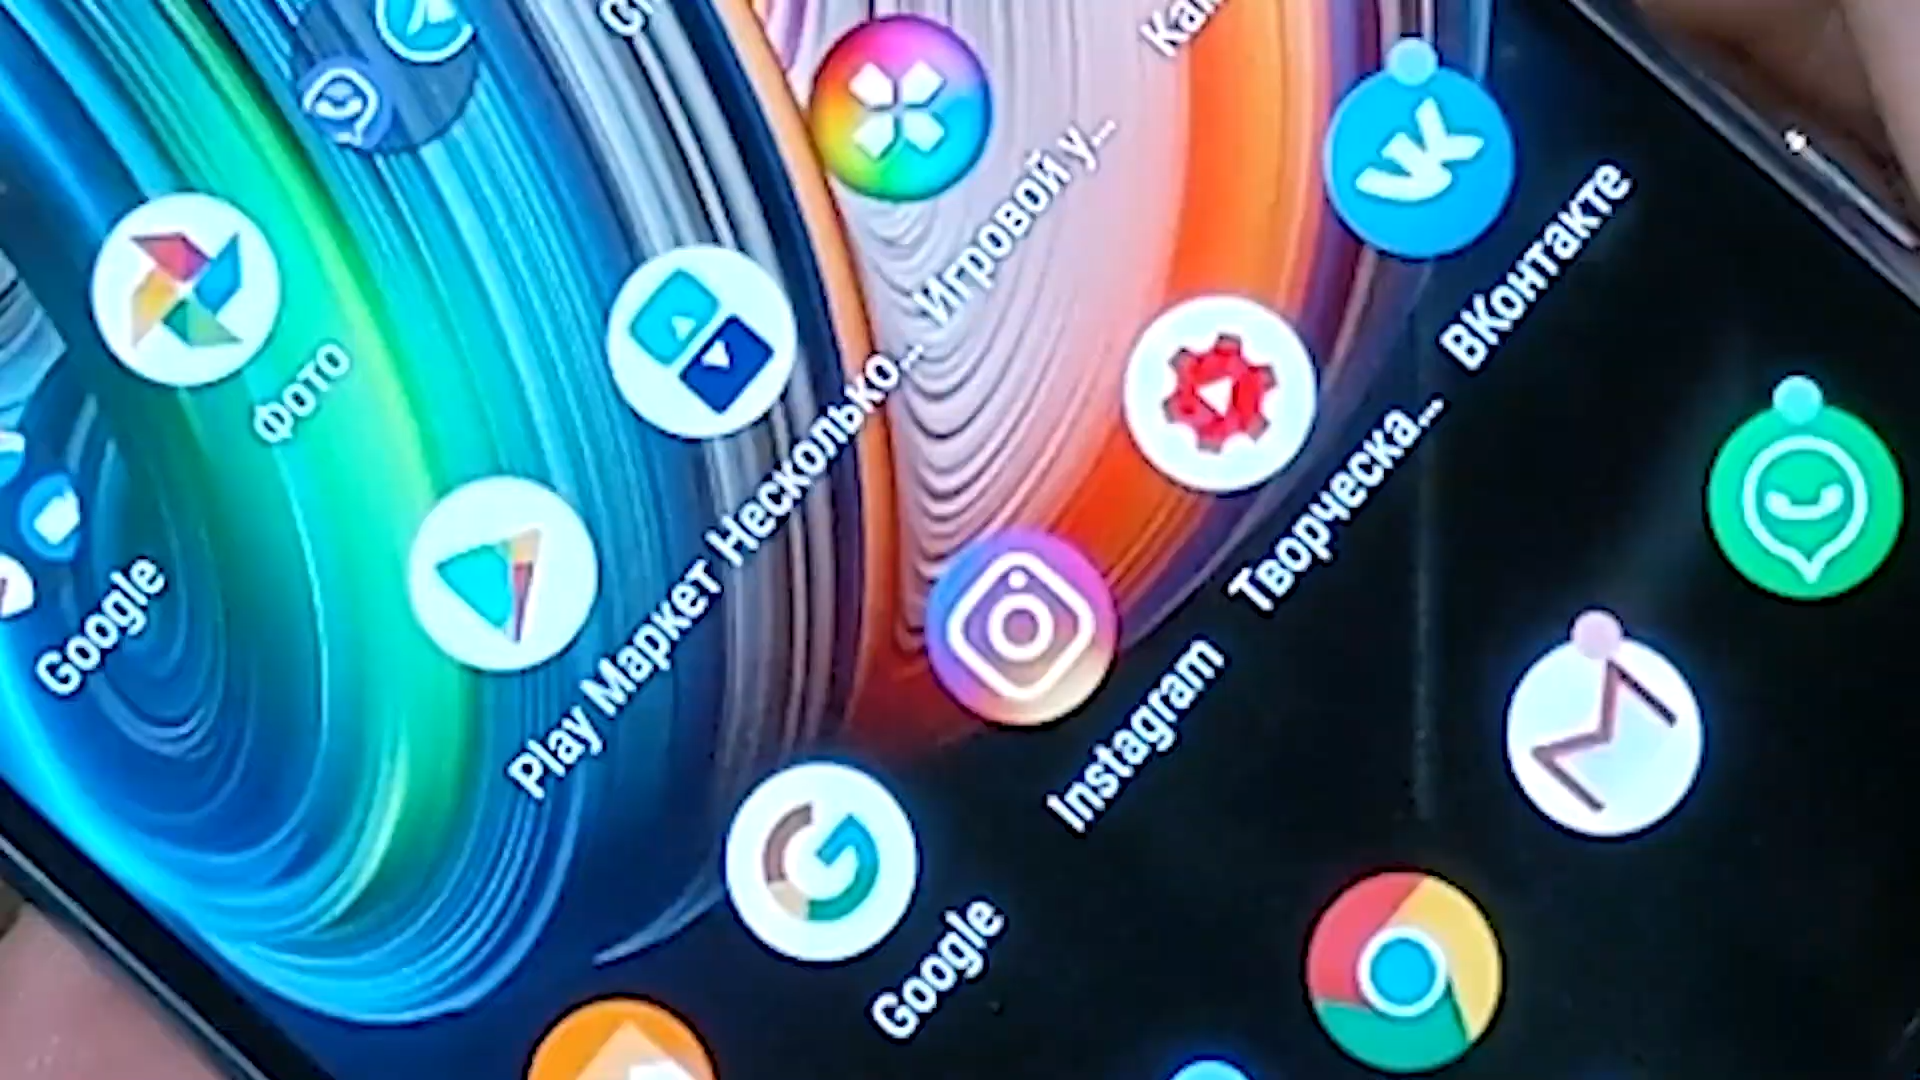 Фото
Игровой у...
ВКонтакте
Google
Play Маркет
Несколько...
Творческа...
Instagram
Google